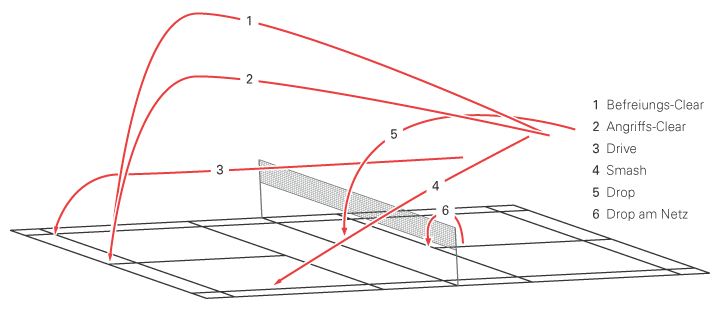 1
2
3
4
5
6
1 Befreiungs-Clear
2 Angriffs-Clear
3 Drive
4 Smash
5 Drop
6 Drop am Netz